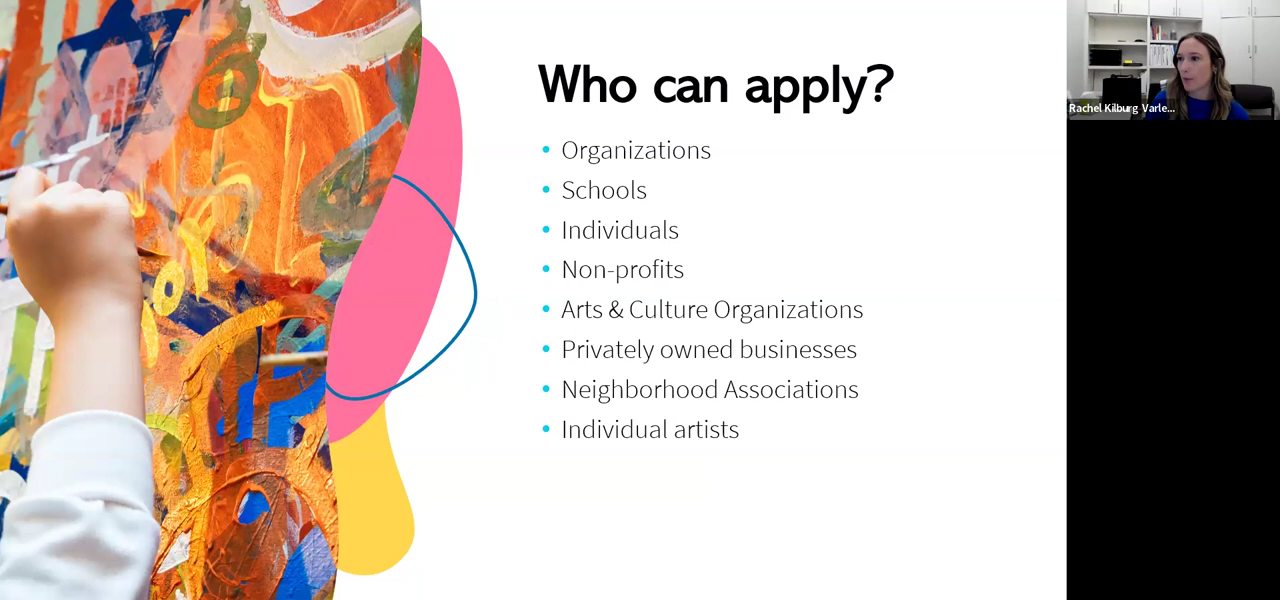 Who can apply?
• Organizations
• Schools
• Individuals
• Non-profits
• Arts & Culture Organizations
• Privately owned businesses
• Neighborhood Associations
• Individual artists
Rachel Kilburg Varle...